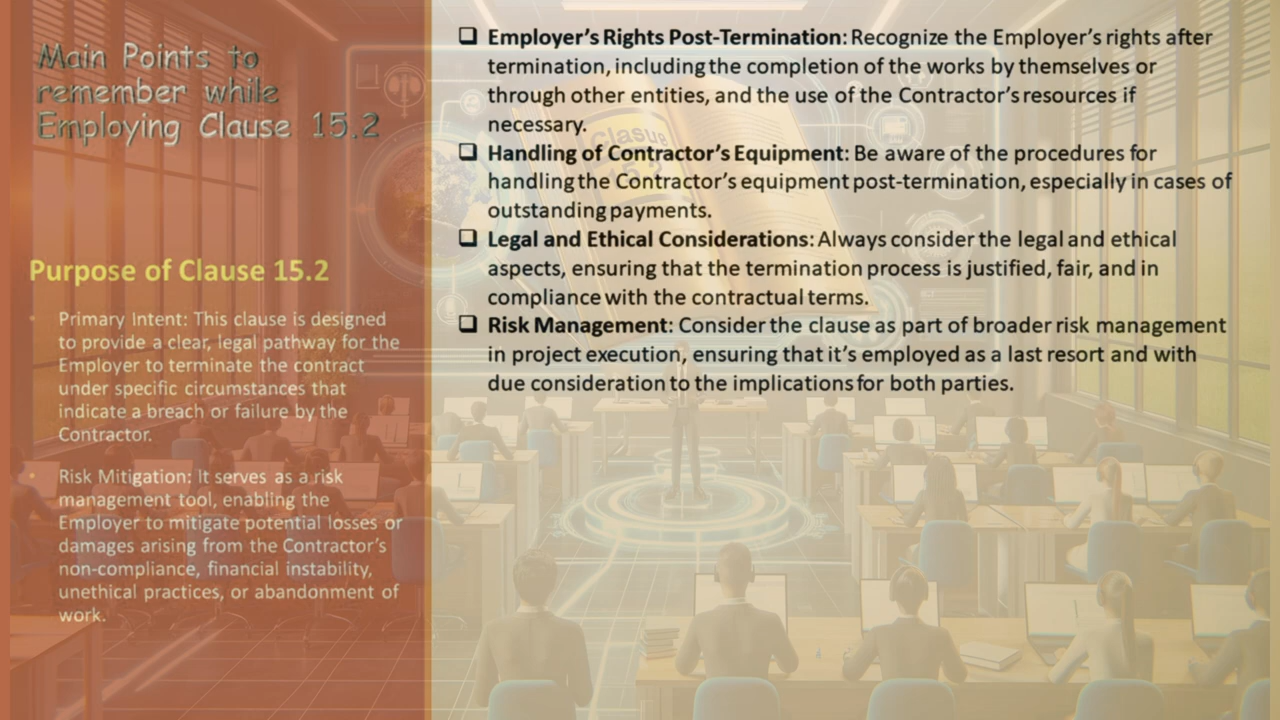 Main Points to
remember while
Employing Clause 15.2
Purpose of Clause 15.2
• Primary Intent: This clause is designed
to provide a clear, legal pathway for the
Employer to terminate the contract
under specific circumstances that
indicate a breach or failure by the
Contractor.
• Risk Mitigation: It serves as a risk
management tool, enabling the
Employer to mitigate potential losses or
damages arising from the Contractor's
non-compliance, financial instability,
unethical practices, or abandonment of
work.
❑ Employer's Rights Post-Termination: Recognize the Employer's rights after
termination, including the completion of the works by themselves or
through other entities, and the use of the Contractor's resources if
necessary.
❑ Handling of Contractor's Equipment: Be aware of the procedures for
handling the Contractor's equipment post-termination, especially in cases of
outstanding payments.
❑ Legal and Ethical Considerations: Always consider the legal and ethical
aspects, ensuring that the termination process is justified, fair, and in
compliance with the contractual terms.
❑ Risk Management: Consider the clause as part of broader risk management
in project execution, ensuring that it's employed as a last resort and with
due consideration to the implications for both parties.
Clasue